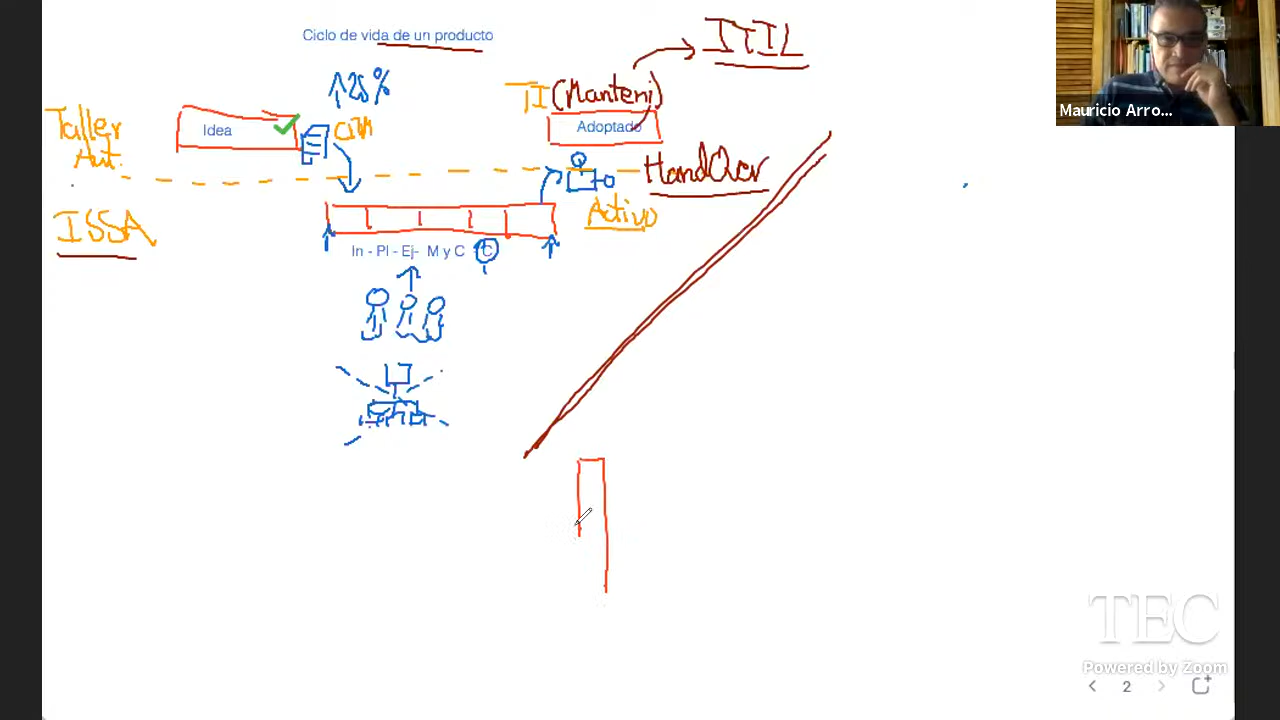 Ciclo de vida de un producto
ITIL
↑25%
TI (Manteni)
Taller
Aut.
Idea
Adoptado
HandOver
ISSA
Activo
In - Pl - Ej- M y C - C
Mauricio Arro...
TEC
Powered by Zoom
2